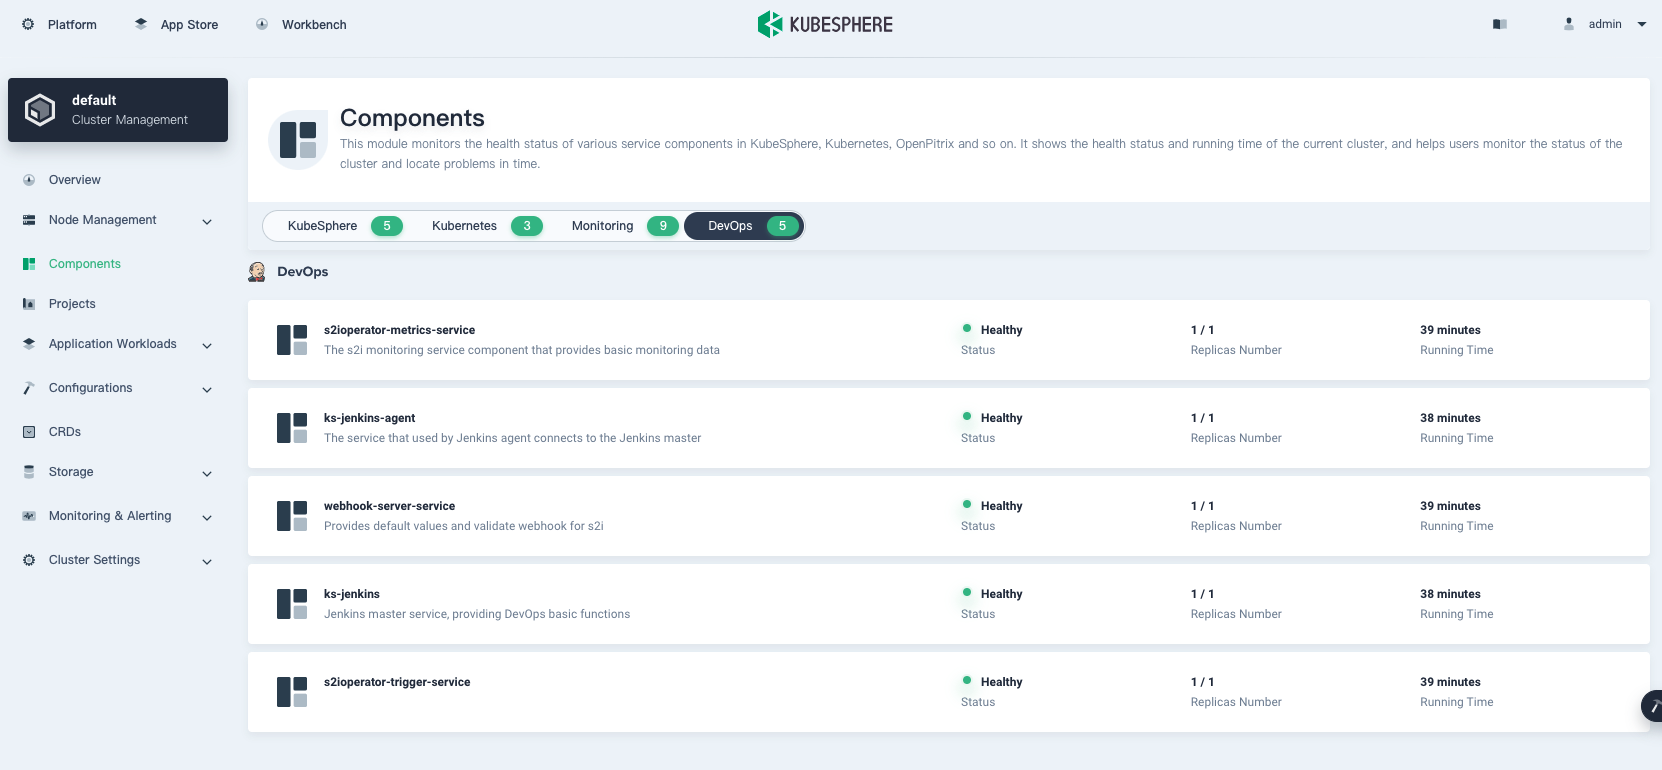 Platform
App Store
Workbench
KUBESPHERE
admin
default
Cluster Management
Overview
Node Management
Components
Projects
Application Workloads
Configurations
CRDs
Storage
Monitoring & Alerting
Cluster Settings
Components
This module monitors the health status of various service components in KubeSphere, Kubernetes, OpenPitrix and so on. It shows the health status and running time of the current cluster, and helps users monitor the status of the
cluster and locate problems in time.
KubeSphere 5 Kubernetes 3 Monitoring 9 DevOps 5
DevOps
s2ioperator-metrics-service Healthy 1 / 1 39 minutes
The s2i monitoring service component that provides basic monitoring data Status Replicas Number Running Time
ks-jenkins-agent Healthy 1 / 1 38 minutes
The service that used by Jenkins agent connects to the Jenkins master Status Replicas Number Running Time
webhook-server-service Healthy 1 / 1 39 minutes
Provides default values and validate webhook for s2i Status Replicas Number Running Time
ks-jenkins Healthy 1 / 1 38 minutes
Jenkins master service, providing DevOps basic functions Status Replicas Number Running Time
s2ioperator-trigger-service Healthy 1 / 1 39 minutes
Status Replicas Number Running Time